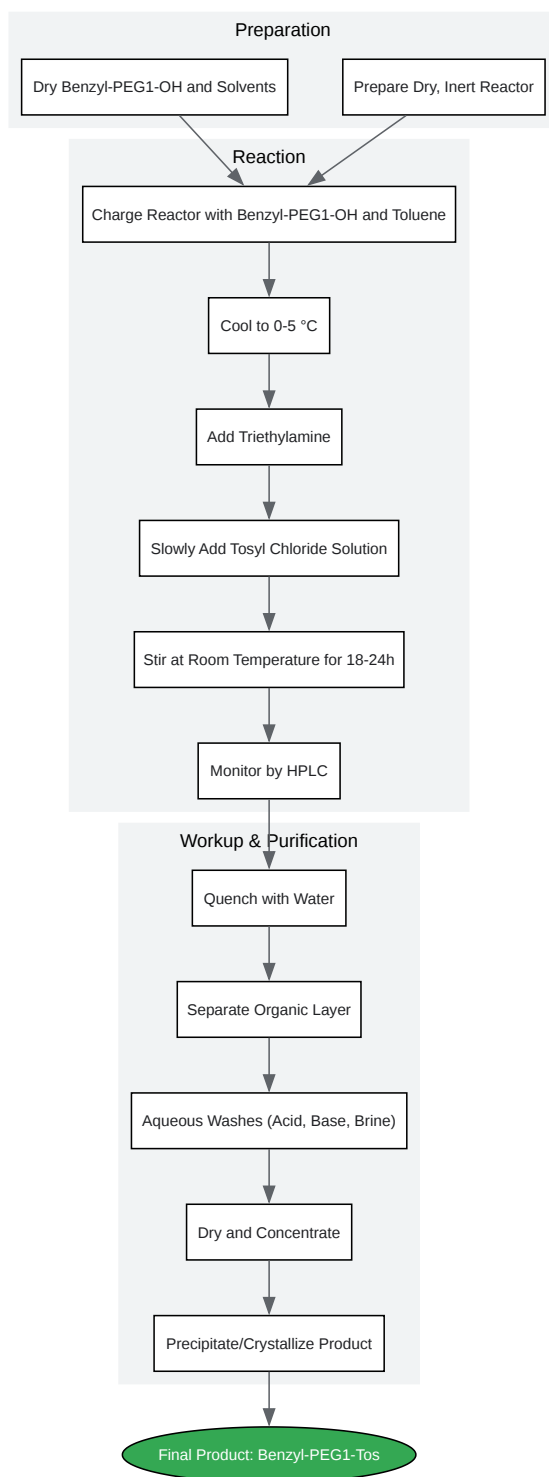 Preparation
Dry Benzyl-PEG1-OH and Solvents
Prepare Dry, Inert Reactor
Reaction
Charge Reactor with Benzyl-PEG1-OH and Toluene
Cool to 0-5 °C
Add Triethylamine
Slowly Add Tosyl Chloride Solution
Stir at Room Temperature for 18-24h
Monitor by HPLC
Workup & Purification
Quench with Water
Separate Organic Layer
Aqueous Washes (Acid, Base, Brine)
Dry and Concentrate
Precipitate/Crystallize Product
Final Product: Benzyl-PEG1-Tos